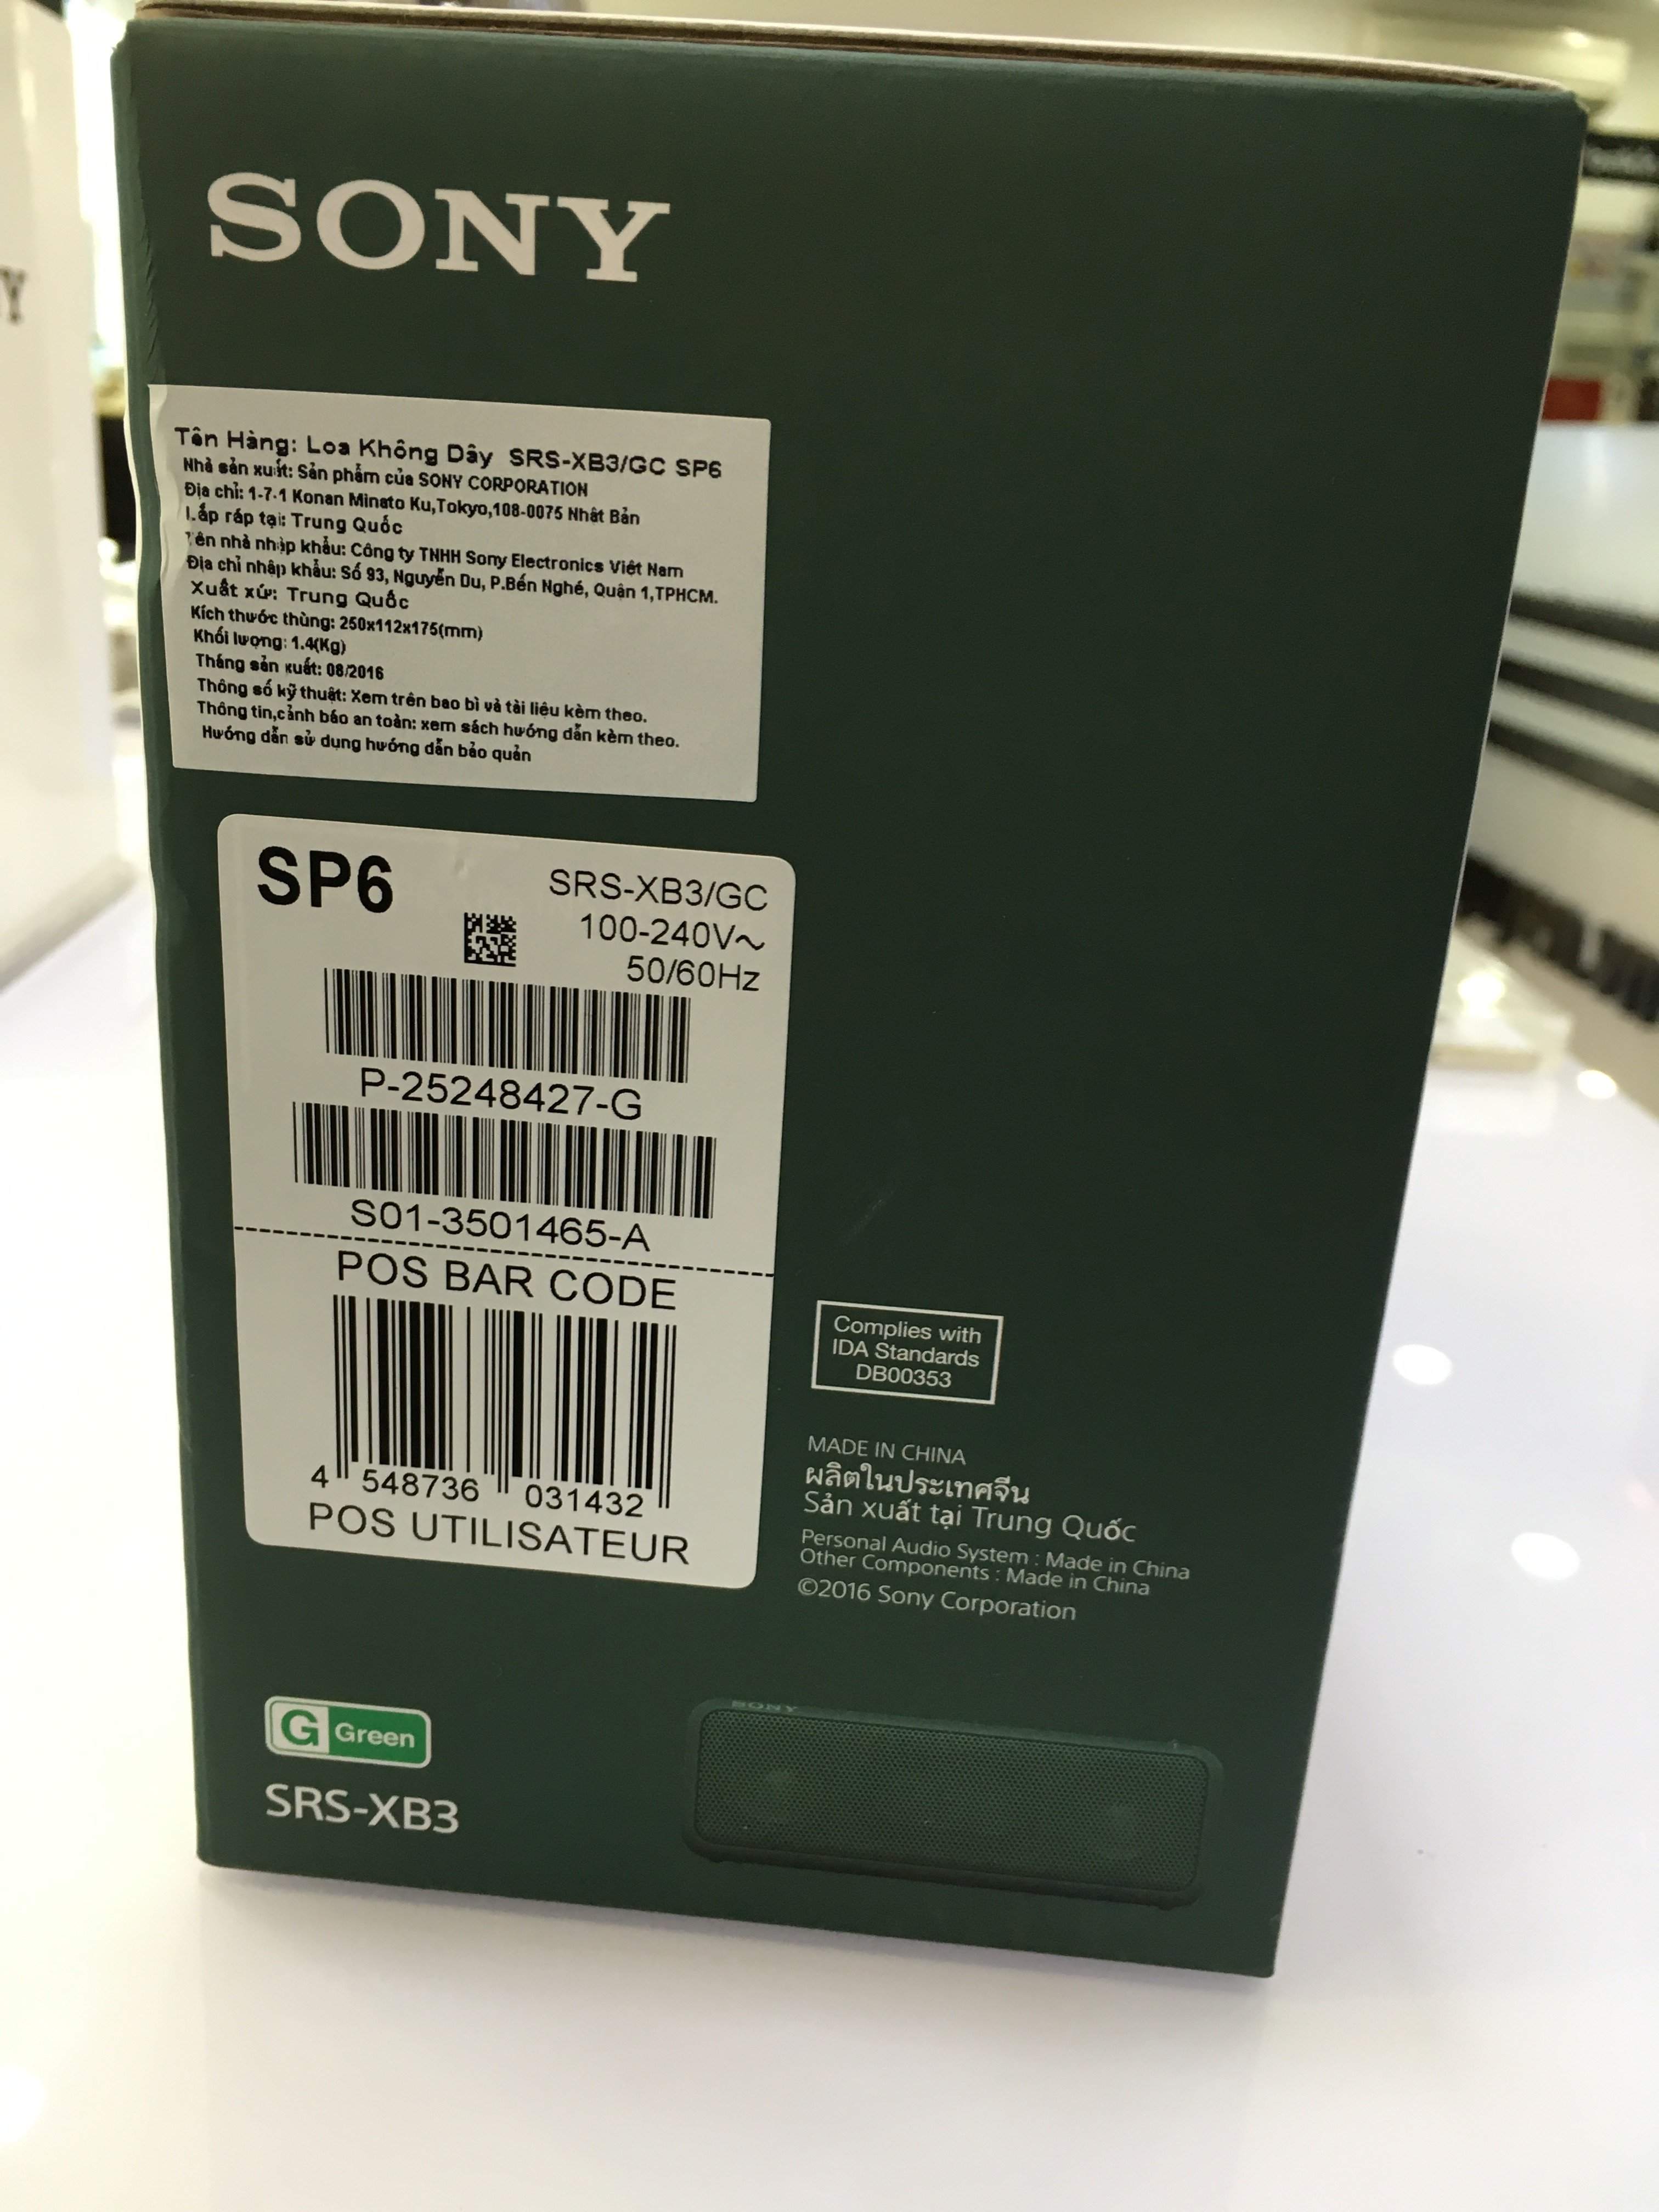 SONY
Tên Hàng: Loa Không Dây SRS-XB3/GC SP6
Nhà sản xuất: Sản phẩm của SONY CORPORATION
Địa chỉ: 1-7-1 Konan Minato Ku,Tokyo,108-0075 Nhật Bản
Lắp ráp tại: Trung Quốc
Tên nhà nhập khẩu: Công ty TNHH Sony Electronics Việt Nam
Địa chỉ nhập khẩu: Số 93, Nguyễn Du, P.Bến Nghé, Quận 1,TPHCM.
Xuất xứ: Trung Quốc
Kích thước thùng: 250x112x175(mm)
Khối lượng: 1.4(Kg)
Tháng sản xuất: 08/2016
Thông số kỹ thuật: Xem trên bao bì và tài liệu kèm theo.
Thông tin,cảnh báo an toàn: xem sách hướng dẫn kèm theo.
Hướng dẫn sử dụng hướng dẫn bảo quản
SP6
SRS-XB3/GC
100-240V~
50/60Hz
P-25248427-G
S01-3501465-A
POS BAR CODE
4 548736 031432
POS UTILISATEUR
Complies with
IDA Standards
DB00353
MADE IN CHINA
ผลิตในประเทศจีน
Sản xuất tại Trung Quốc
Personal Audio System : Made in China
Other Components : Made in China
©2016 Sony Corporation
G Green
SRS-XB3
SONY